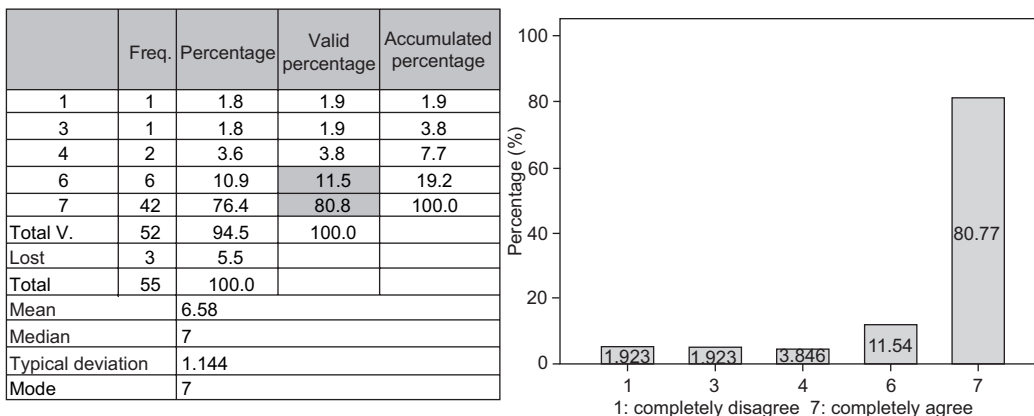 Freq. Percentage Valid percentage Accumulated percentage
1 1 1.8 1.9 1.9
3 1 1.8 1.9 3.8
4 2 3.6 3.8 7.7
6 6 10.9 11.5 19.2
7 42 76.4 80.8 100.0
Total V. 52 94.5 100.0
Lost 3 5.5
Total 55 100.0
Mean 6.58
Median 7
Typical deviation 1.144
Mode 7
Percentage (%)
100
80
60
40
20
0
1.923 1.923 3.846 11.54 80.77
1 3 4 6 7
1: completely disagree 7: completely agree